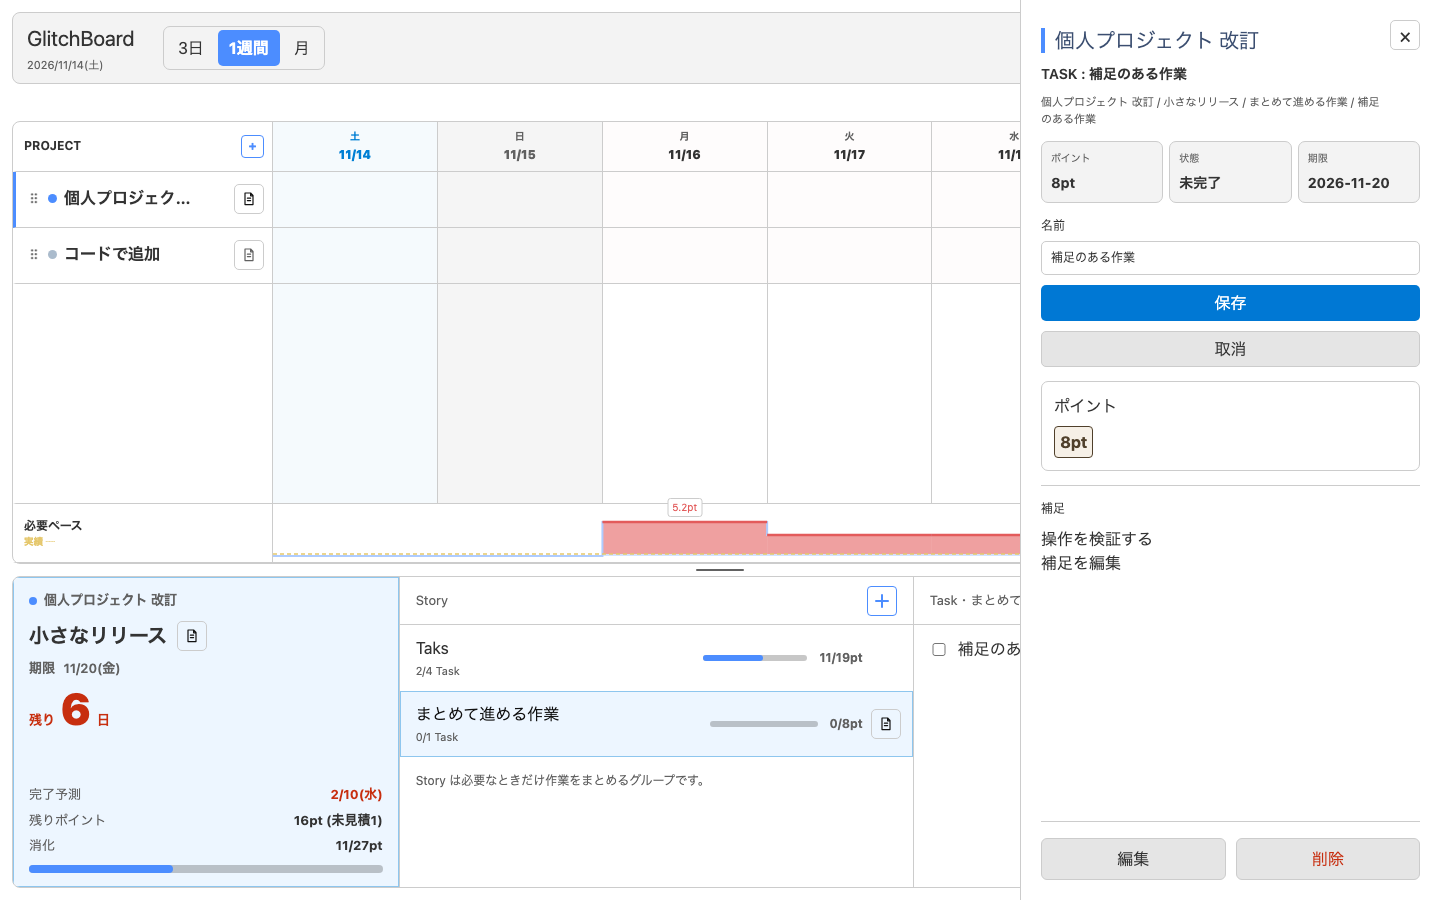 GlitchBoard
2026/11/14(土)
3日
1週間
月
PROJECT
+
土
11/14
日
11/15
月
11/16
火
11/17
水
個人プロジェク...
コードで追加
必要ペース
実績 —
5.2pt
個人プロジェクト 改訂
小さなリリース
期限 11/20(金)
残り 6 日
完了予測
2/10(水)
残りポイント
16pt (未見積1)
消化
11/27pt
Story
+
Taks
2/4 Task
11/19pt
まとめて進める作業
0/1 Task
0/8pt
Story は必要なときだけ作業をまとめるグループです。
Task・まとめて
補足のあ
個人プロジェクト 改訂
×
TASK : 補足のある作業
個人プロジェクト 改訂 / 小さなリリース / まとめて進める作業 / 補足
のある作業
ポイント
8pt
状態
未完了
期限
2026-11-20
名前
補足のある作業
保存
取消
ポイント
8pt
補足
操作を検証する
補足を編集
編集
削除